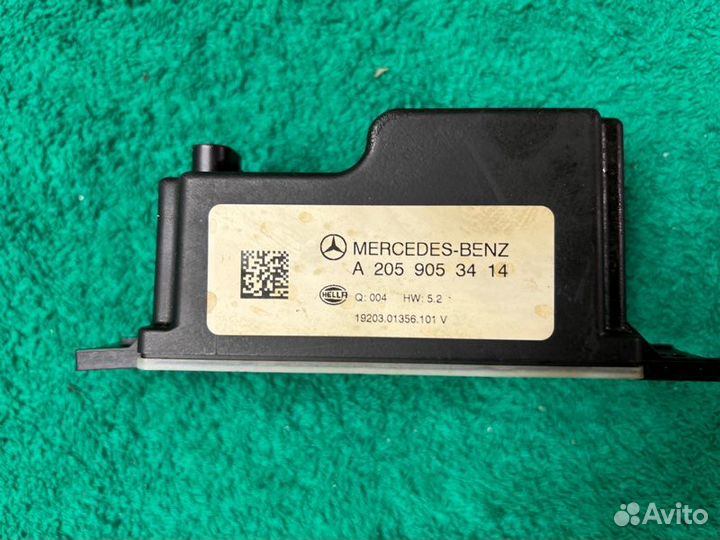 MERCEDES-BENZ
A 205 905 34 14
HELLA Q: 004 HW: 5.2
19203.01356.101 V
Avito